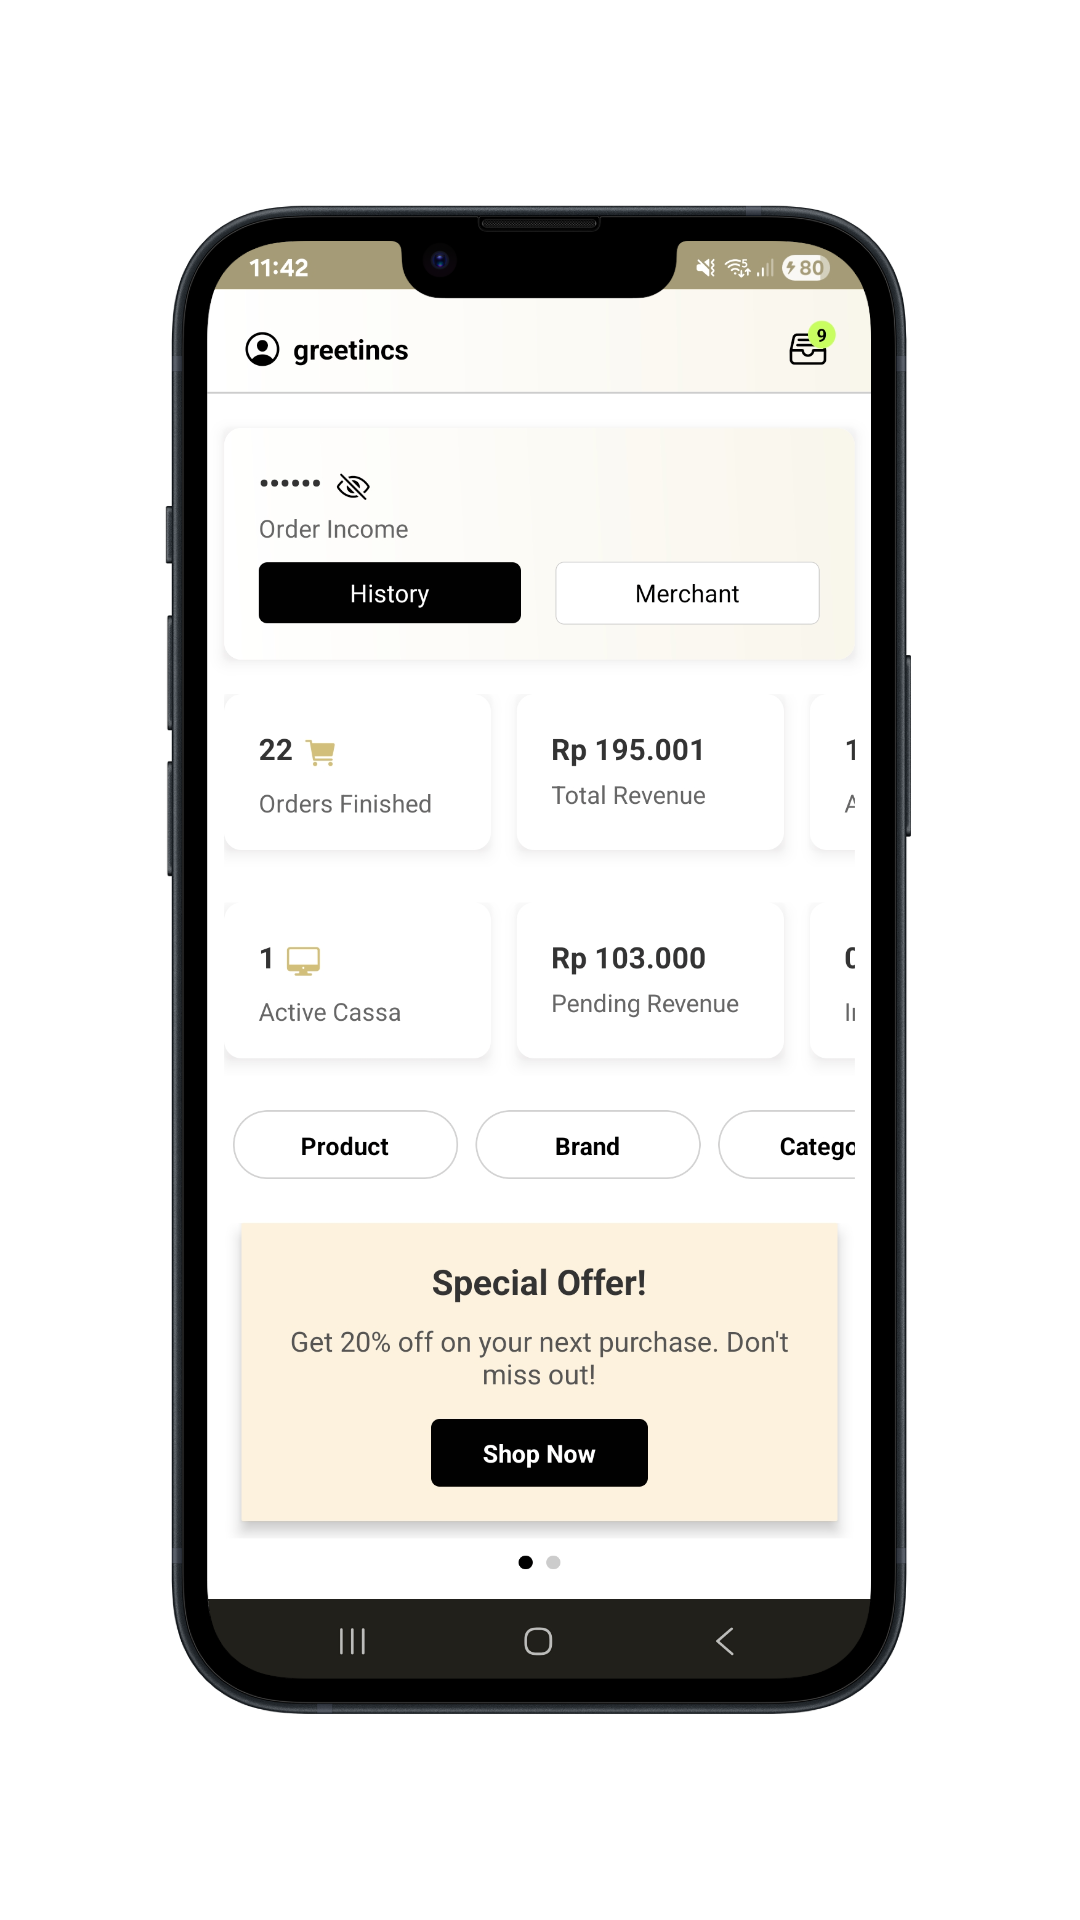 11:42
80
greetincs
9
••••••
Order Income
History
Merchant
22
Orders Finished
Rp 195.001
Total Revenue
1
A
1
Active Cassa
Rp 103.000
Pending Revenue
Product
Brand
Catego
Special Offer!
Get 20% off on your next purchase. Don't
miss out!
Shop Now